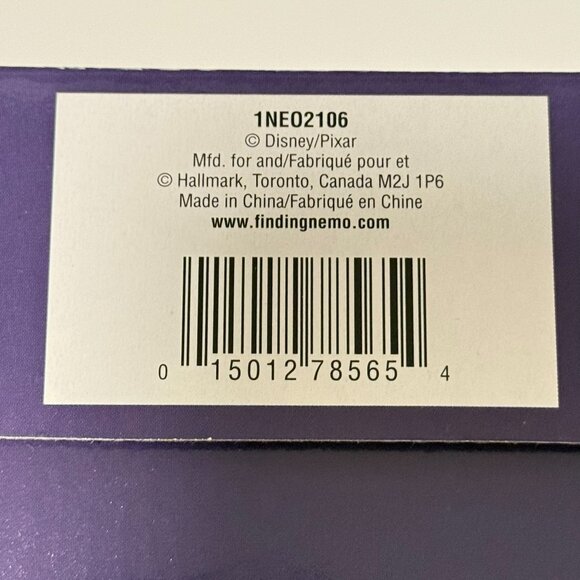 1NEO2106
© Disney/Pixar
Mfd. for and/Fabriqué pour et
© Hallmark, Toronto, Canada M2J 1P6
Made in China/Fabriqué en Chine
www.findingnemo.com
0 15012 78565 4